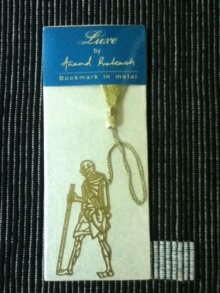 Luxe
by
Anand Prakash
Bookmark in metal